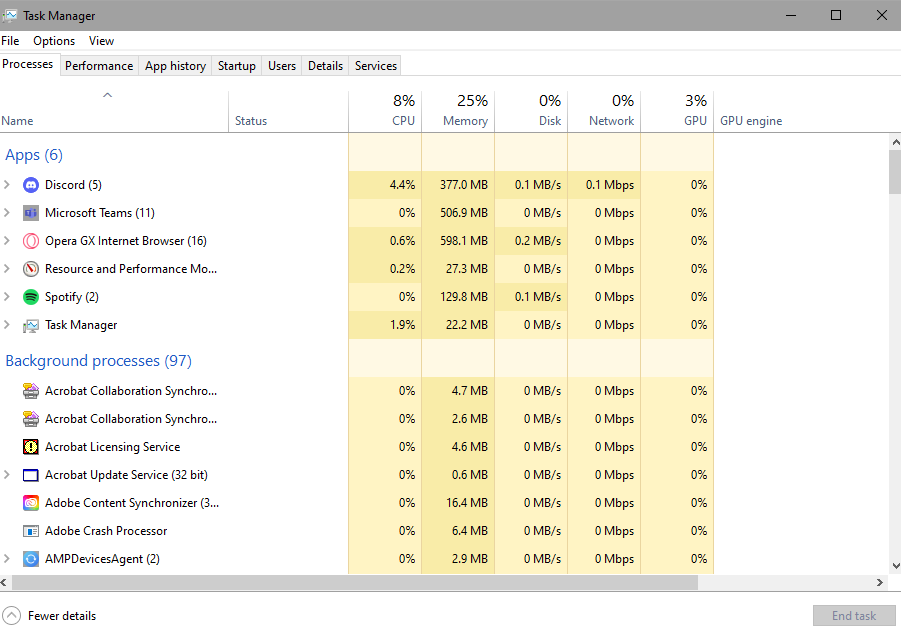 Task Manager
File Options View
Processes Performance App history Startup Users Details Services
8% 25% 0% 0% 3%
Name Status CPU Memory Disk Network GPU GPU engine
Apps (6)
Discord (5) 4.4% 377.0 MB 0.1 MB/s 0.1 Mbps 0%
Microsoft Teams (11) 0% 506.9 MB 0 MB/s 0 Mbps 0%
Opera GX Internet Browser (16) 0.6% 598.1 MB 0.2 MB/s 0 Mbps 0%
Resource and Performance Mo... 0.2% 27.3 MB 0 MB/s 0 Mbps 0%
Spotify (2) 0% 129.8 MB 0.1 MB/s 0 Mbps 0%
Task Manager 1.9% 22.2 MB 0 MB/s 0 Mbps 0%
Background processes (97)
Acrobat Collaboration Synchro... 0% 4.7 MB 0 MB/s 0 Mbps 0%
Acrobat Collaboration Synchro... 0% 2.6 MB 0 MB/s 0 Mbps 0%
Acrobat Licensing Service 0% 4.6 MB 0 MB/s 0 Mbps 0%
Acrobat Update Service (32 bit) 0% 0.6 MB 0 MB/s 0 Mbps 0%
Adobe Content Synchronizer (3... 0% 16.4 MB 0 MB/s 0 Mbps 0%
Adobe Crash Processor 0% 6.4 MB 0 MB/s 0 Mbps 0%
AMPDevicesAgent (2) 0% 2.9 MB 0 MB/s 0 Mbps 0%
Fewer details End task